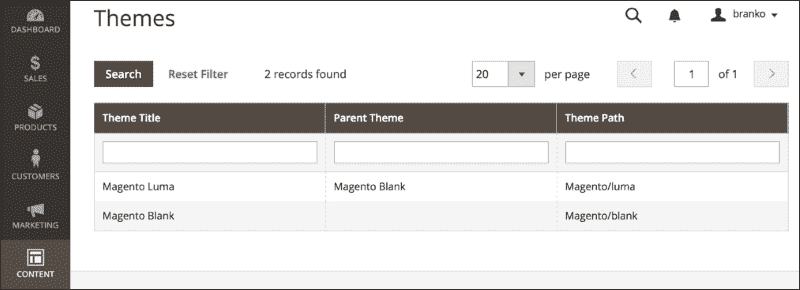 Themes
branko
DASHBOARD
$
SALES
Search Reset Filter 2 records found 20 per page 1 of 1
PRODUCTS
Theme Title Parent Theme Theme Path
CUSTOMERS
Magento Luma Magento Blank Magento/luma
Magento Blank Magento/blank
MARKETING
CONTENT